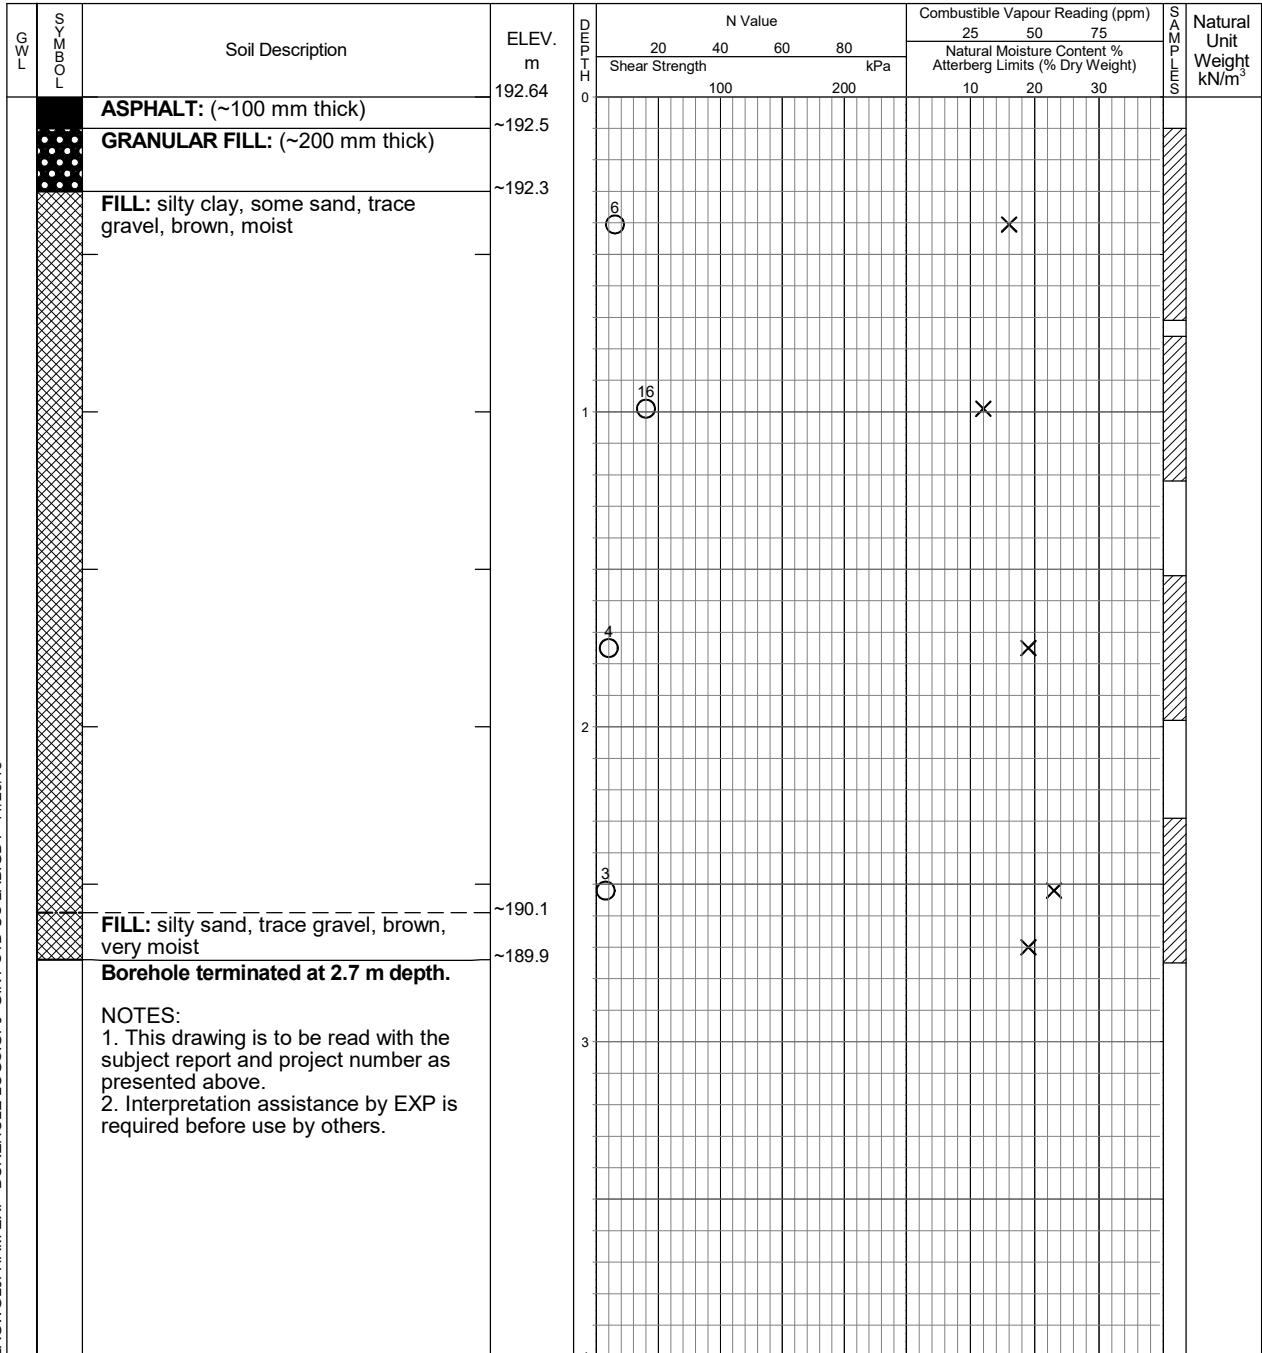 GWL
SYMBOL
Soil Description
ELEV.
m
192.64
DEPTH
N Value
20 40 60 80
Shear Strength kPa
100 200
Combustible Vapour Reading (ppm)
25 50 75
Natural Moisture Content %
Atterberg Limits (% Dry Weight)
10 20 30
SAMPLES
Natural
Unit
Weight
kN/m³
0
ASPHALT: (~100 mm thick)
~192.5
GRANULAR FILL: (~200 mm thick)
~192.3
FILL: silty clay, some sand, trace
gravel, brown, moist
6
16
1
4
2
3
~190.1
FILL: silty sand, trace gravel, brown,
very moist
~189.9
Borehole terminated at 2.7 m depth.
NOTES:
1. This drawing is to be read with the
subject report and project number as
presented above.
2. Interpretation assistance by EXP is
required before use by others.
3